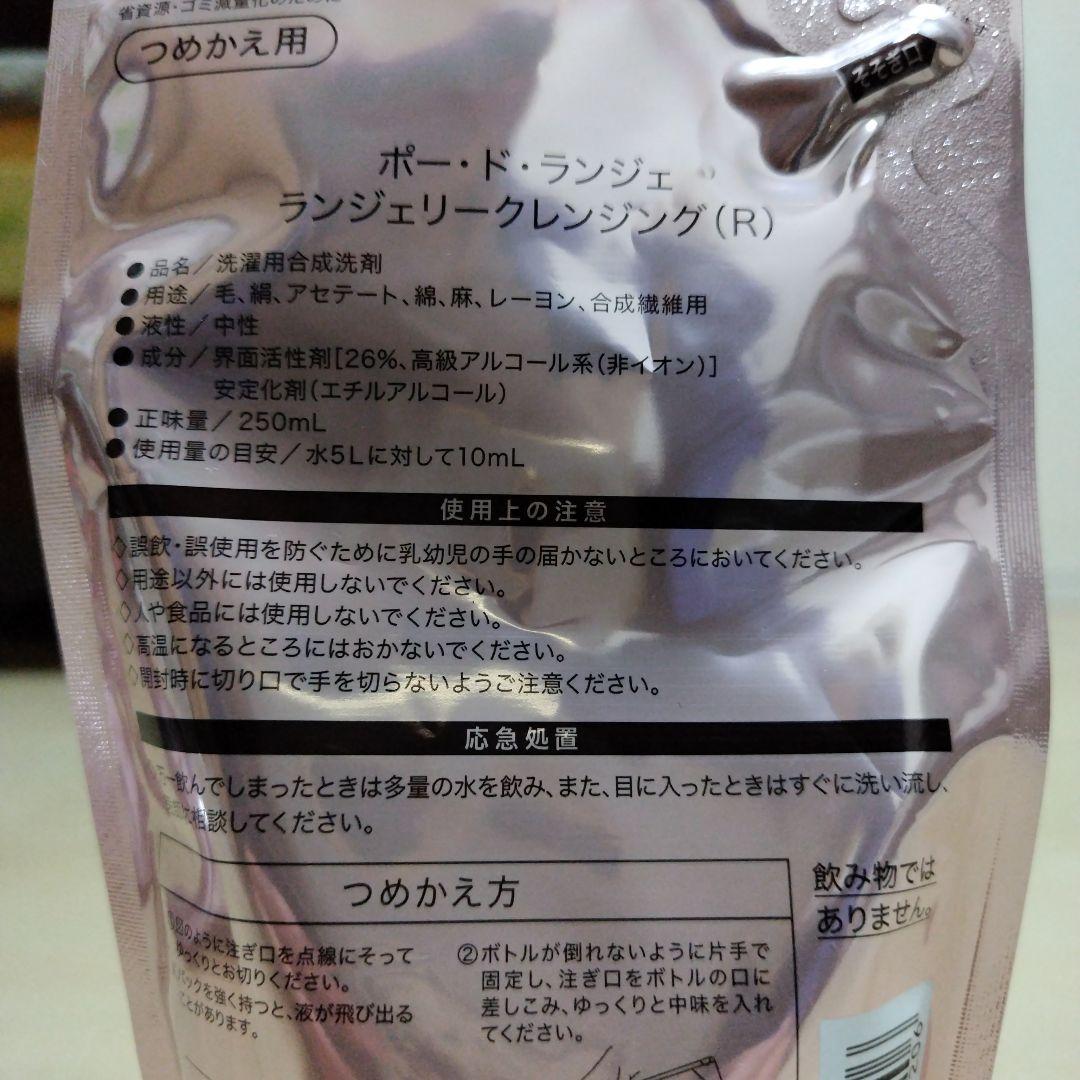 省資源・ゴミ減量化のために
つめかえ用
そそぎ口
ポー・ド・ランジェ
ランジェリークレンジング（R）
●品名／洗濯用合成洗剤
●用途／毛、絹、アセテート、綿、麻、レーヨン、合成繊維用
●液性／中性
●成分／界面活性剤［26%、高級アルコール系（非イオン）］
安定化剤（エチルアルコール）
●正味量／250mL
●使用量の目安／水5Lに対して10mL
使用上の注意
◇誤飲・誤使用を防ぐために乳幼児の手の届かないところにおいてください。
◇用途以外には使用しないでください。
◇人や食品には使用しないでください。
◇高温になるところにはおかないでください。
◇開封時に切り口で手を切らないようご注意ください。
応急処置
一飲んでしまったときは多量の水を飲み、また、目に入ったときはすぐに洗い流し、
相談してください。
つめかえ方
①図のように注ぎ口を点線にそって
ゆっくりとお切りください。
パックを強く持つと、液が飛び出る
ことがあります。
②ボトルが倒れないように片手で
固定し、注ぎ口をボトルの口に
差しこみ、ゆっくりと中味を入れ
てください。
飲み物では
ありません。